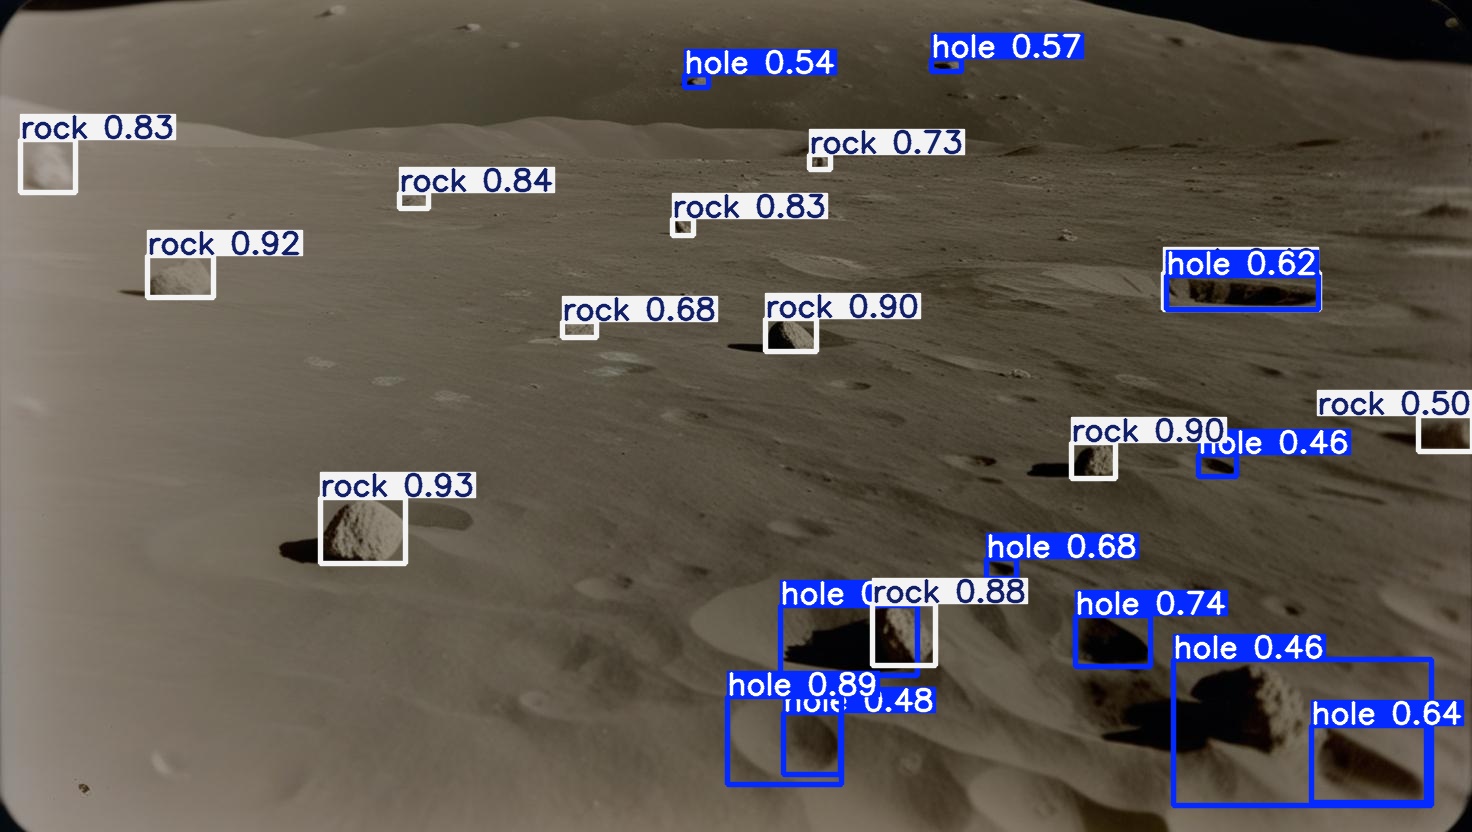 hole 0.57
hole 0.54
rock 0.83
rock 0.73
rock 0.84
rock 0.83
rock 0.92
hole 0.62
rock 0.68
rock 0.90
rock 0.50
rock 0.90
hole 0.46
rock 0.93
hole 0.68
hole
rock 0.88
hole 0.74
hole 0.46
hole 0.89
hole 0.48
hole 0.64